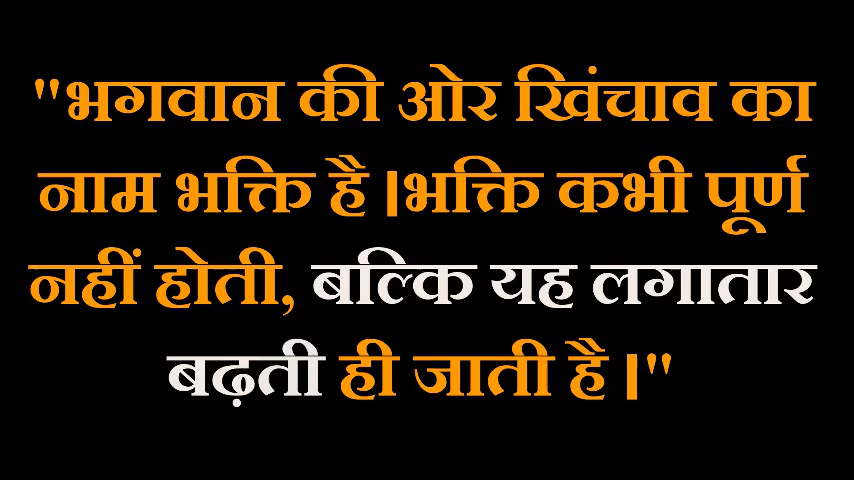 "भगवान की ओर खिंचाव का
नाम भक्ति है।भक्ति कभी पूर्ण
नहीं होती, बल्कि यह लगातार
बढ़ती ही जाती है।"